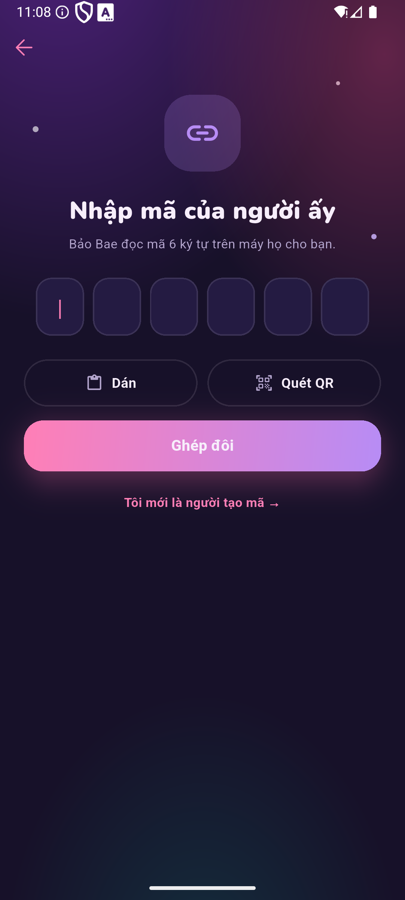 11:08
A
Nhập mã của người ấy
Bảo Bae đọc mã 6 ký tự trên máy họ cho bạn.
Dán
Quét QR
Ghép đôi
Tôi mới là người tạo mã →